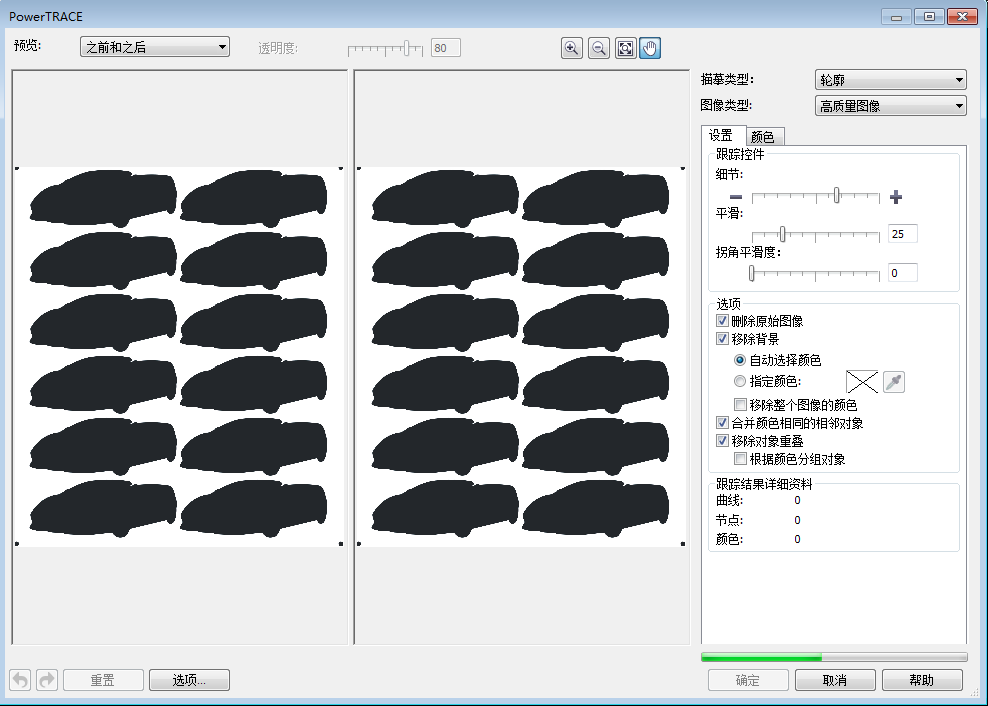 PowerTRACE
预览:
之前和之后
透明度:
80
描摹类型:
轮廓
图像类型:
高质量图像
设置
颜色
跟踪控件
细节:
平滑:
25
拐角平滑度:
0
选项
删除原始图像
移除背景
自动选择颜色
指定颜色:
移除整个图像的颜色
合并颜色相同的相邻对象
移除对象重叠
根据颜色分组对象
跟踪结果详细资料
曲线: 0
节点: 0
颜色: 0
重置
选项...
确定
取消
帮助